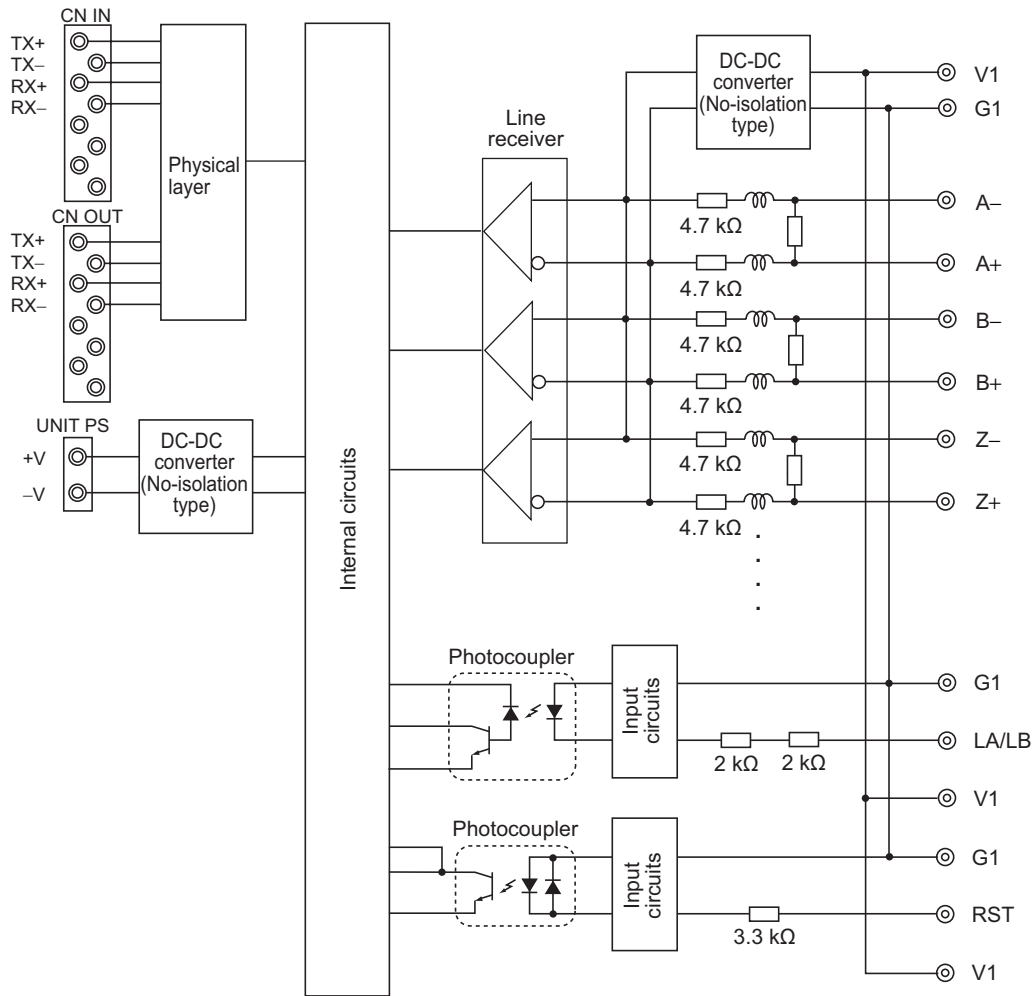 CN IN
TX+
TX−
RX+
RX−
Physical
layer
CN OUT
TX+
TX−
RX+
RX−
UNIT PS
+V
−V
DC-DC
converter
(No-isolation
type)
Internal circuits
Line
receiver
DC-DC
converter
(No-isolation
type)
V1
G1
4.7 kΩ
A−
4.7 kΩ
A+
4.7 kΩ
B−
4.7 kΩ
B+
4.7 kΩ
Z−
4.7 kΩ
Z+
Photocoupler
Input
circuits
G1
2 kΩ
2 kΩ
LA/LB
V1
Photocoupler
Input
circuits
G1
3.3 kΩ
RST
V1